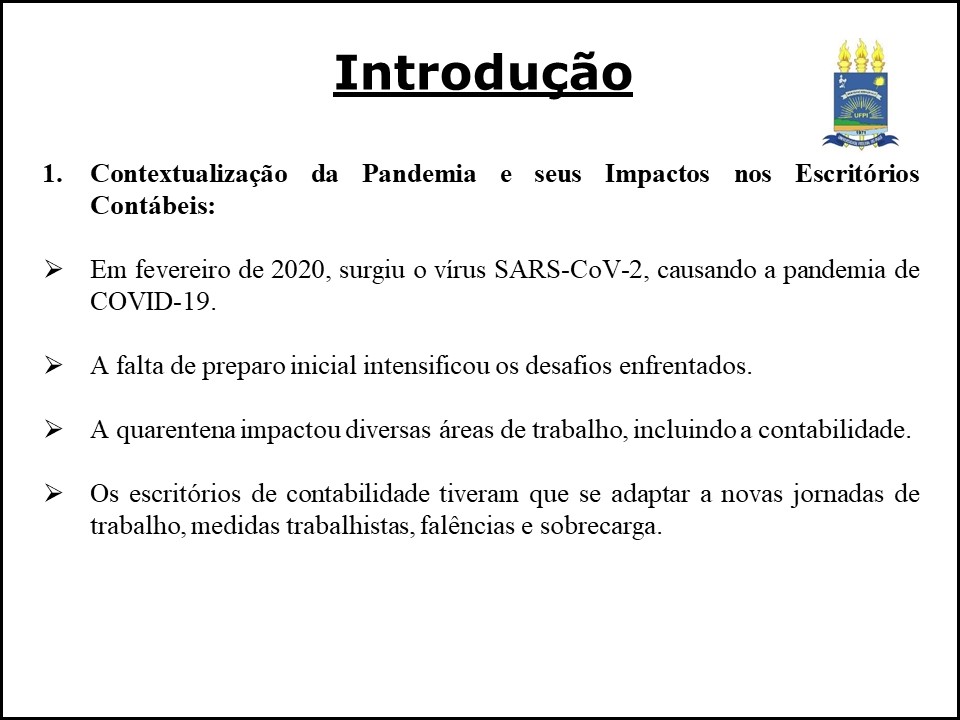 Introdução
UFPI
1971
1. Contextualização da Pandemia e seus Impactos nos Escritórios
Contábeis:
Em fevereiro de 2020, surgiu o vírus SARS-CoV-2, causando a pandemia de
COVID-19.
A falta de preparo inicial intensificou os desafios enfrentados.
A quarentena impactou diversas áreas de trabalho, incluindo a contabilidade.
Os escritórios de contabilidade tiveram que se adaptar a novas jornadas de
trabalho, medidas trabalhistas, falências e sobrecarga.